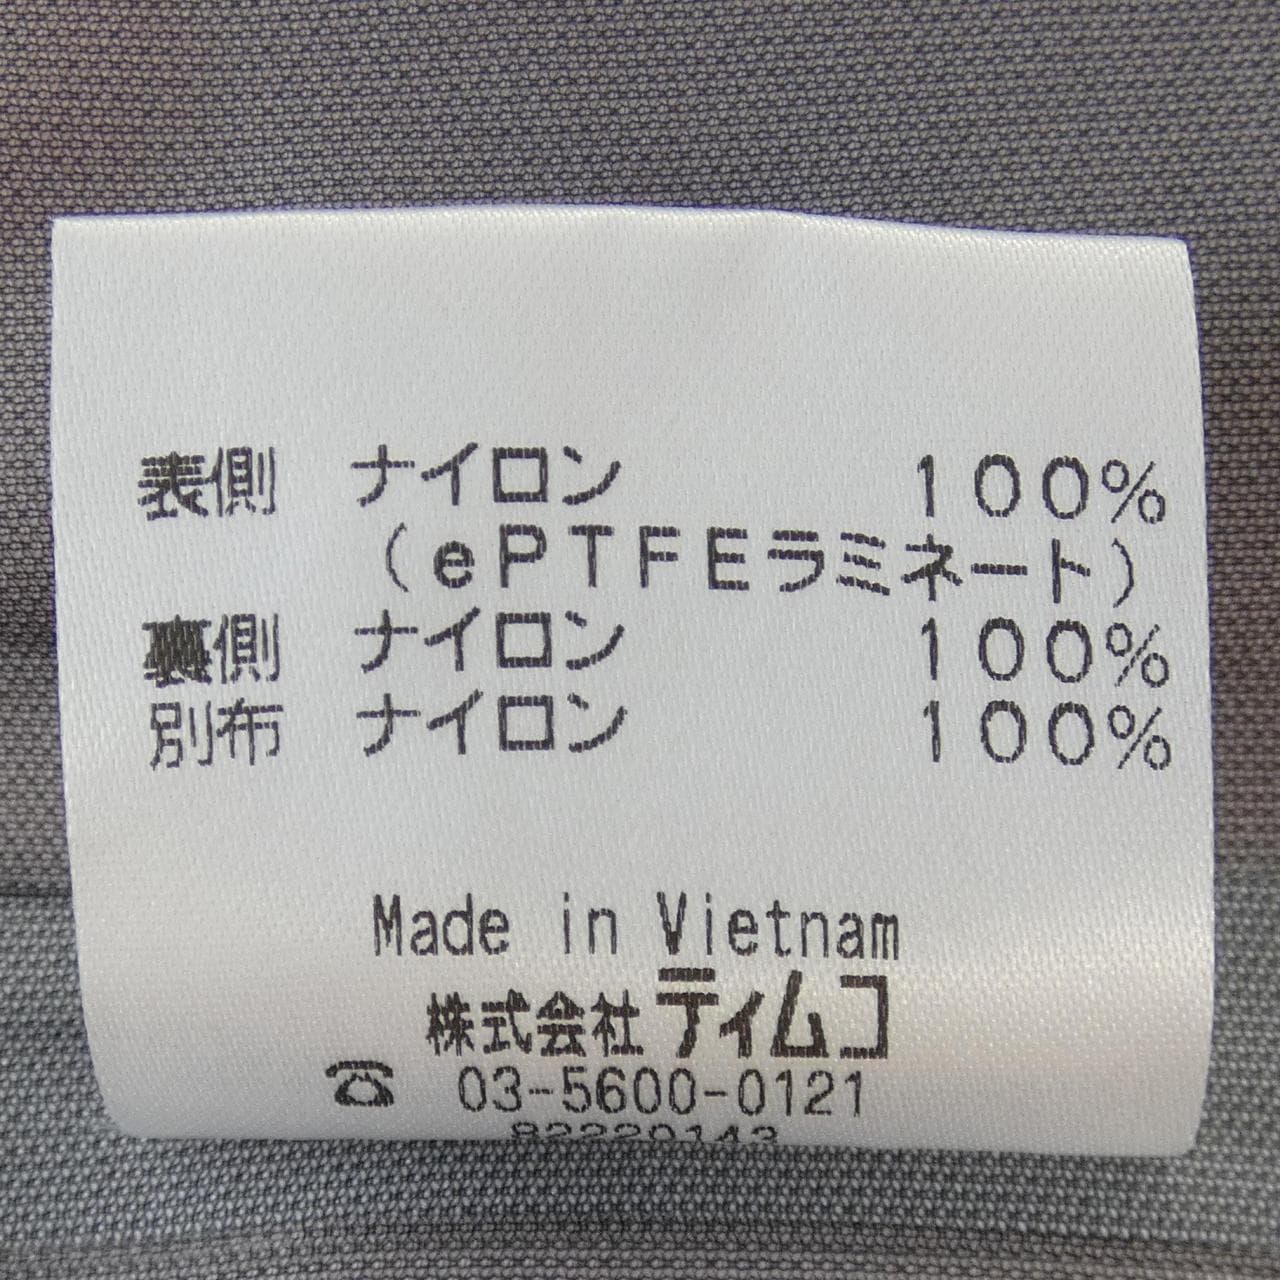 表側 ナイロン 100%
(ePTFEラミネート)
裏側 ナイロン 100%
別布 ナイロン 100%
Made in Vietnam
株式会社ティムコ
☎ 03-5600-0121
82220143